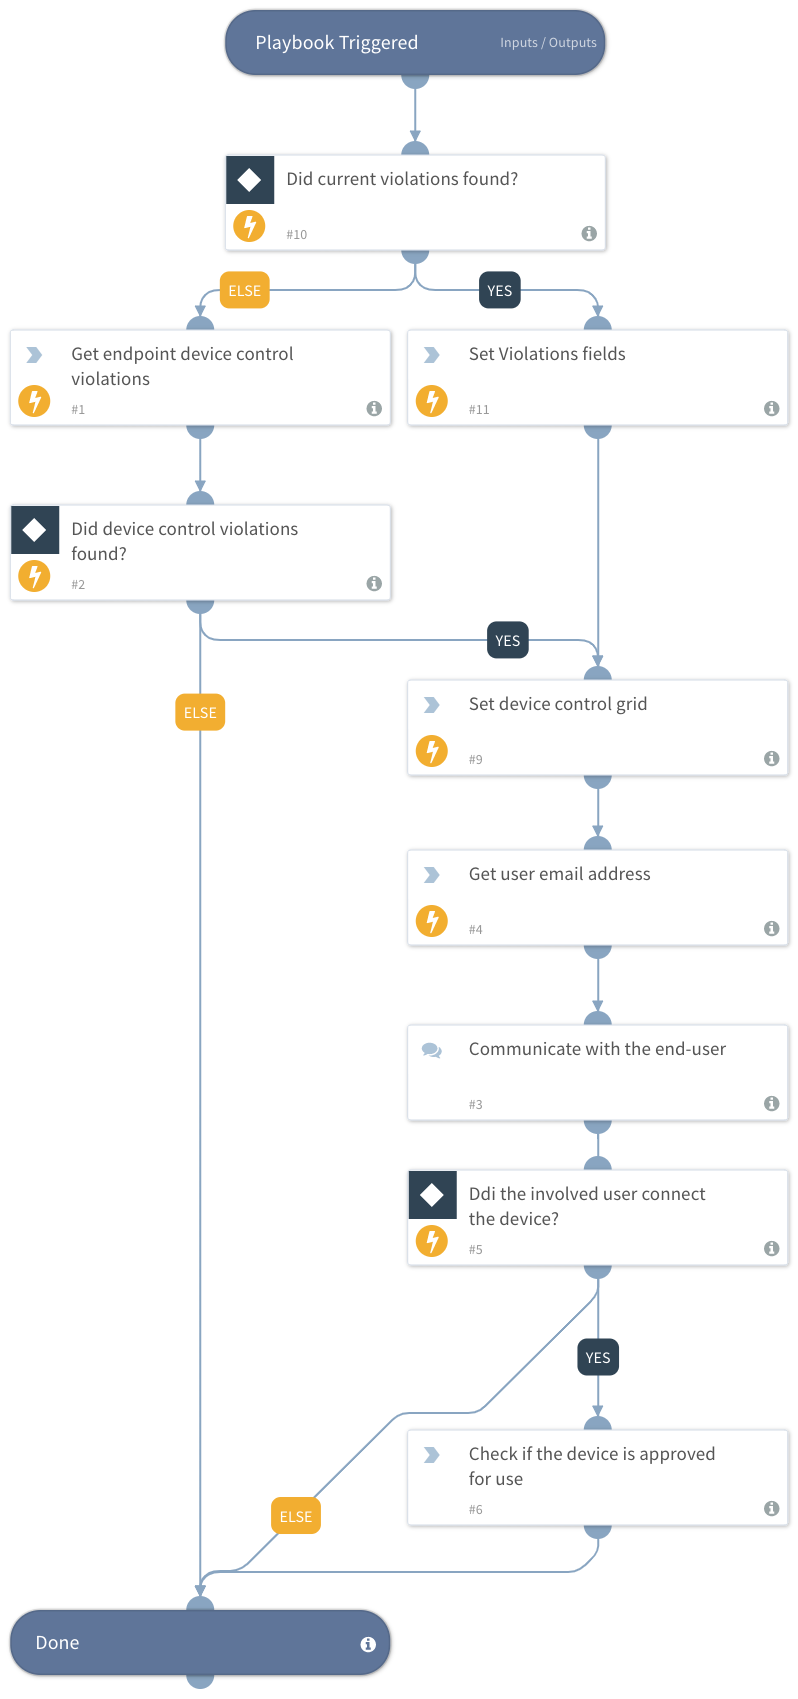 Playbook Triggered
Inputs / Outputs
Did current violations found?
#10
ELSE
YES
Get endpoint device control
violations
#1
Set Violations fields
#11
Did device control violations
found?
#2
YES
ELSE
Set device control grid
#9
Get user email address
#4
Communicate with the end-user
#3
Ddi the involved user connect
the device?
#5
YES
Check if the device is approved
for use
#6
ELSE
Done